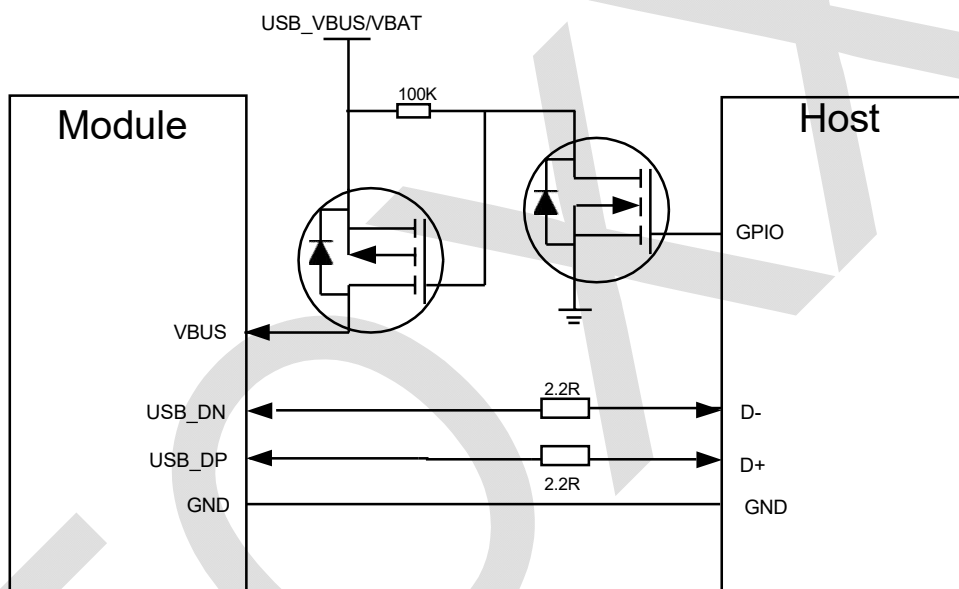 USB_VBUS/VBAT
100K
Module
Host
GPIO
VBUS
2.2R
USB_DN
D-
USB_DP
D+
2.2R
GND
GND